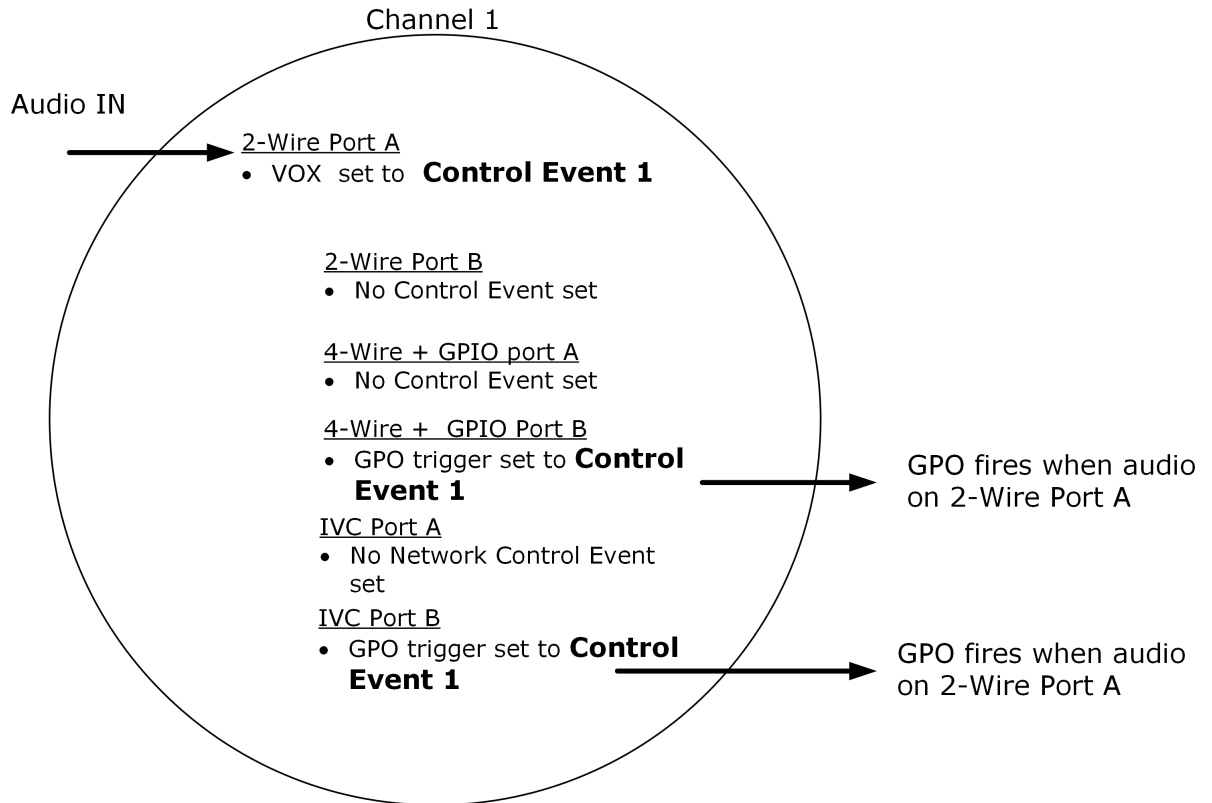 Channel 1
Audio IN
2-Wire Port A
• VOX set to Control Event 1
2-Wire Port B
• No Control Event set
4-Wire + GPIO port A
• No Control Event set
4-Wire + GPIO Port B
• GPO trigger set to Control
Event 1
GPO fires when audio
on 2-Wire Port A
IVC Port A
• No Network Control Event
set
IVC Port B
• GPO trigger set to Control
Event 1
GPO fires when audio
on 2-Wire Port A